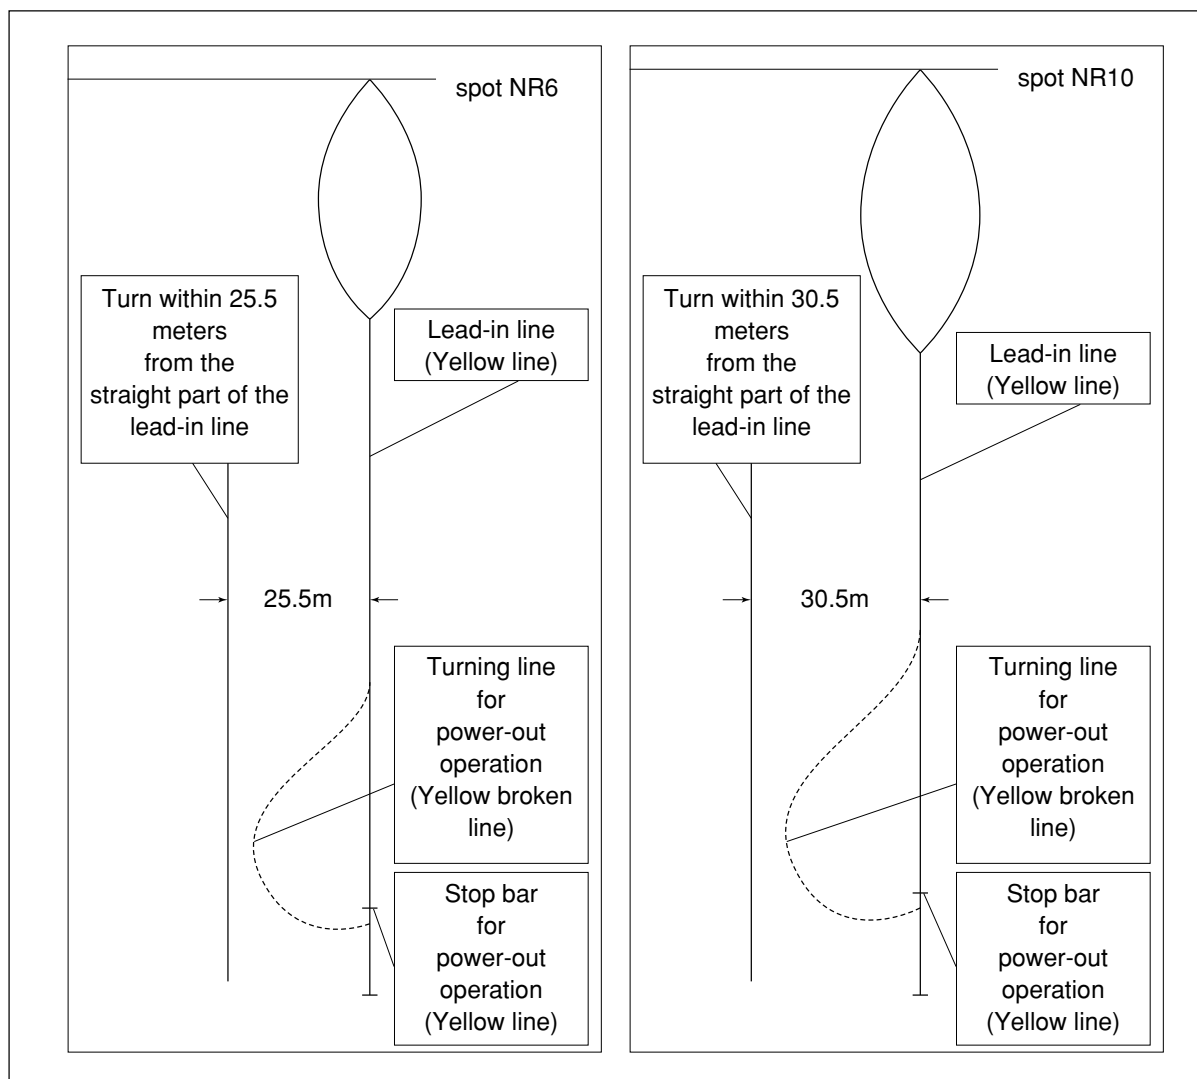 spot NR6
Turn within 25.5
meters
from the
straight part of the
lead-in line
Lead-in line
(Yellow line)
25.5m
Turning line
for
power-out
operation
(Yellow broken
line)
Stop bar
for
power-out
operation
(Yellow line)
spot NR10
Turn within 30.5
meters
from the
straight part of the
lead-in line
Lead-in line
(Yellow line)
30.5m
Turning line
for
power-out
operation
(Yellow broken
line)
Stop bar
for
power-out
operation
(Yellow line)